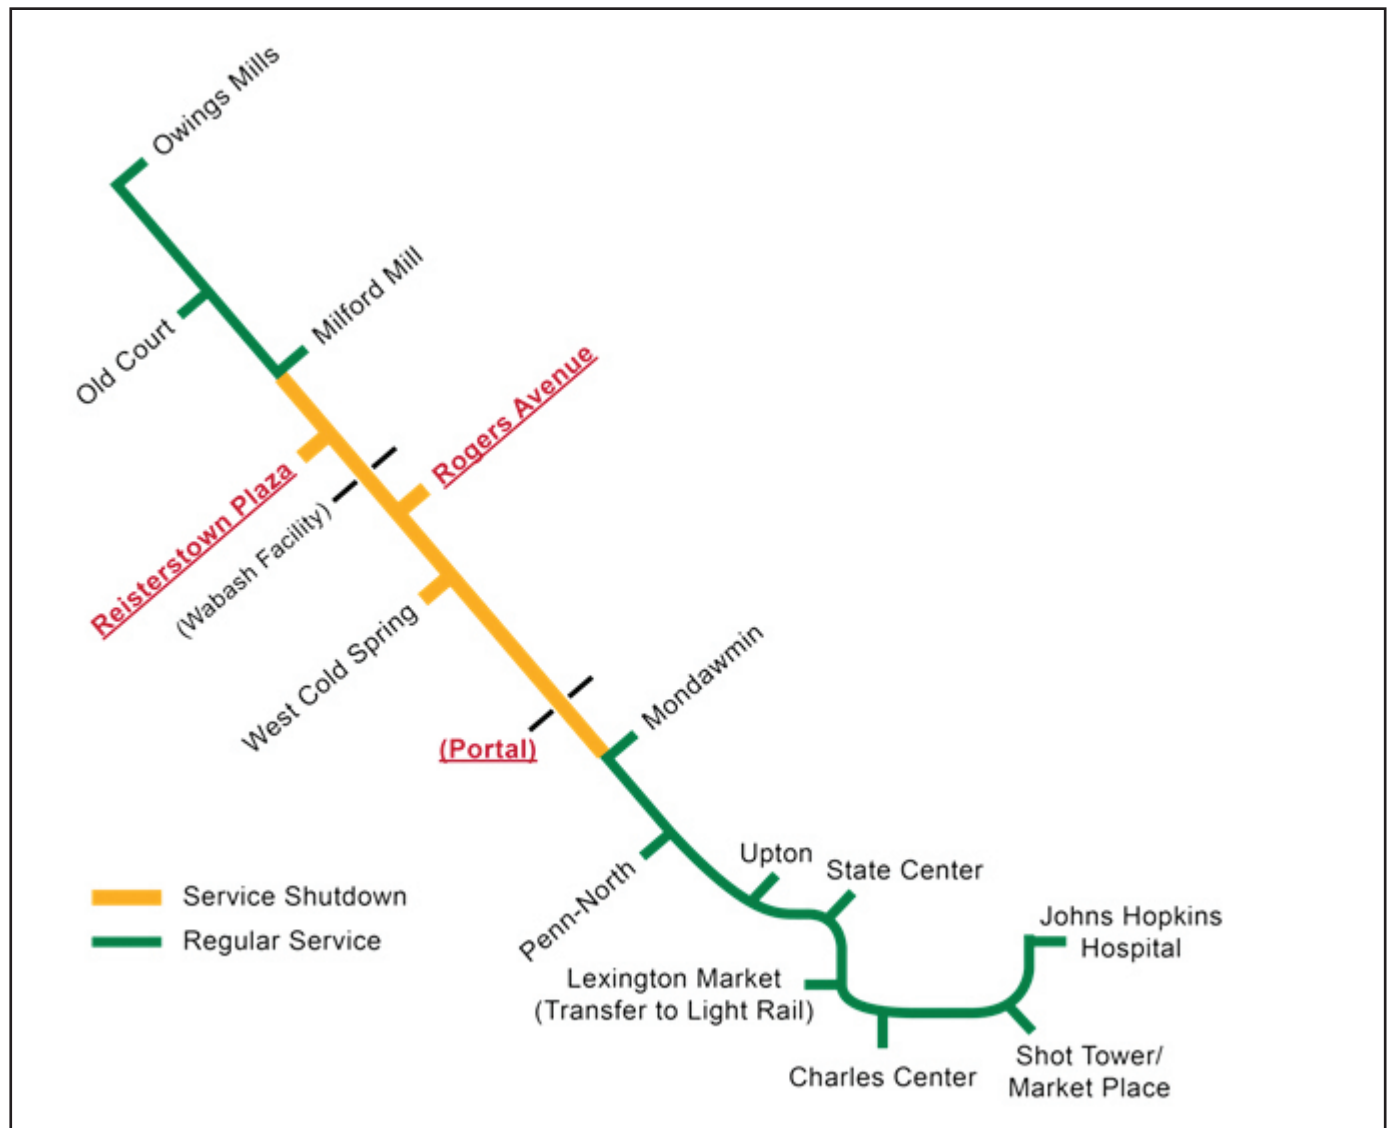 Owings Mills
Old Court
Milford Mill
Reisterstown Plaza
(Wabash Facility)
Rogers Avenue
West Cold Spring
(Portal)
Mondawmin
Penn-North
Upton
State Center
Lexington Market
(Transfer to Light Rail)
Charles Center
Shot Tower/
Market Place
Johns Hopkins
Hospital
Service Shutdown
Regular Service